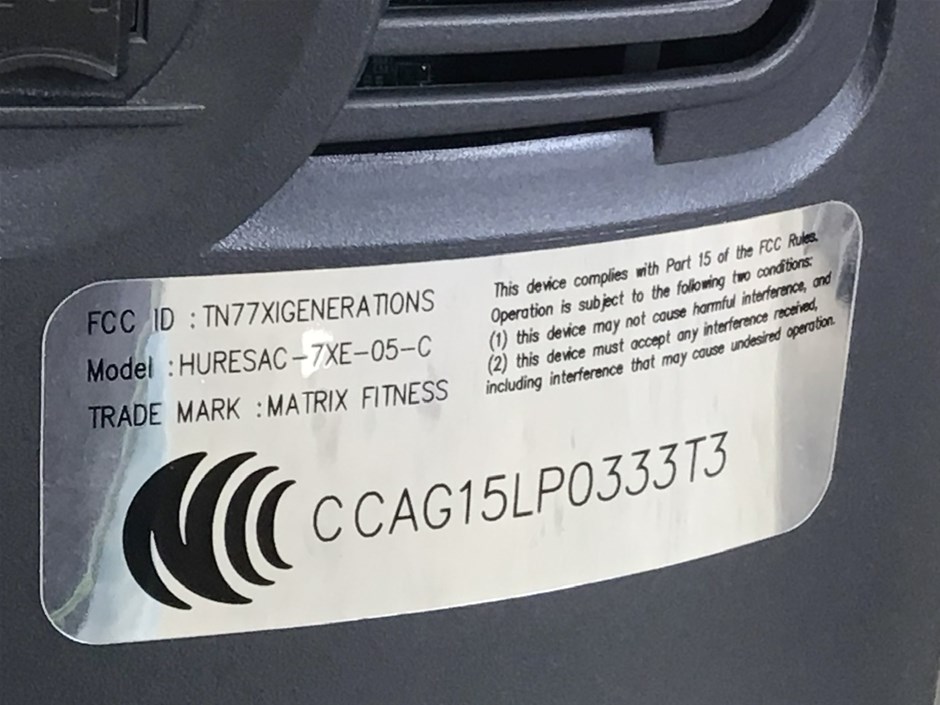 FCC ID : TN77XIGENERATIONS
Model : HURESAC-7XE-05-C
TRADE MARK : MATRIX FITNESS
This device complies with Part 15 of the FCC Rules.
Operation is subject to the following two conditions:
(1) this device may not cause harmful interference, and
(2) this device must accept any interference received,
including interference that may cause undesired operation.
CCAG15LP0333T3